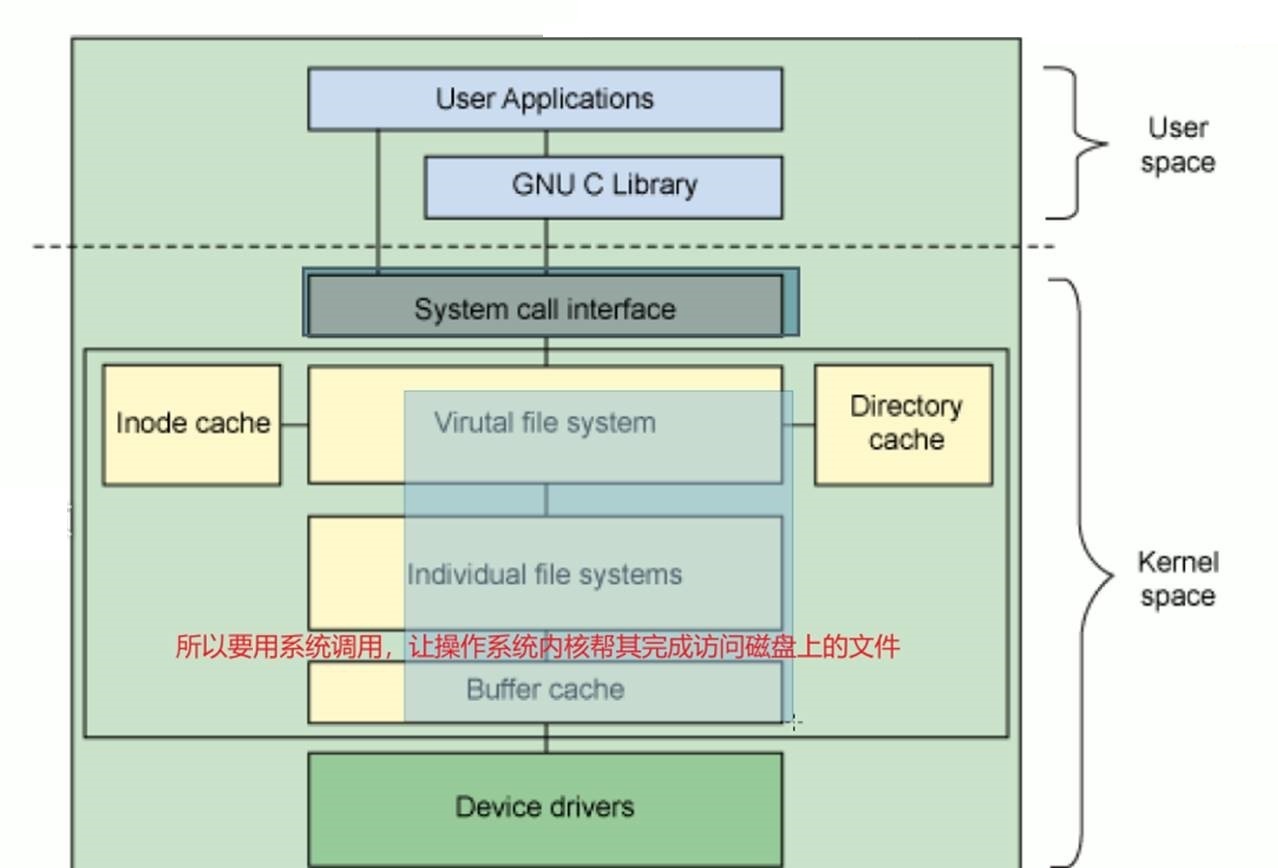 User Applications
User
space
GNU C Library
System call interface
Inode cache
Virutal file system
Directory
cache
Individual file systems
Kernel
space
所以要用系统调用，让操作系统内核帮其完成访问磁盘上的文件
Buffer cache
Device drivers